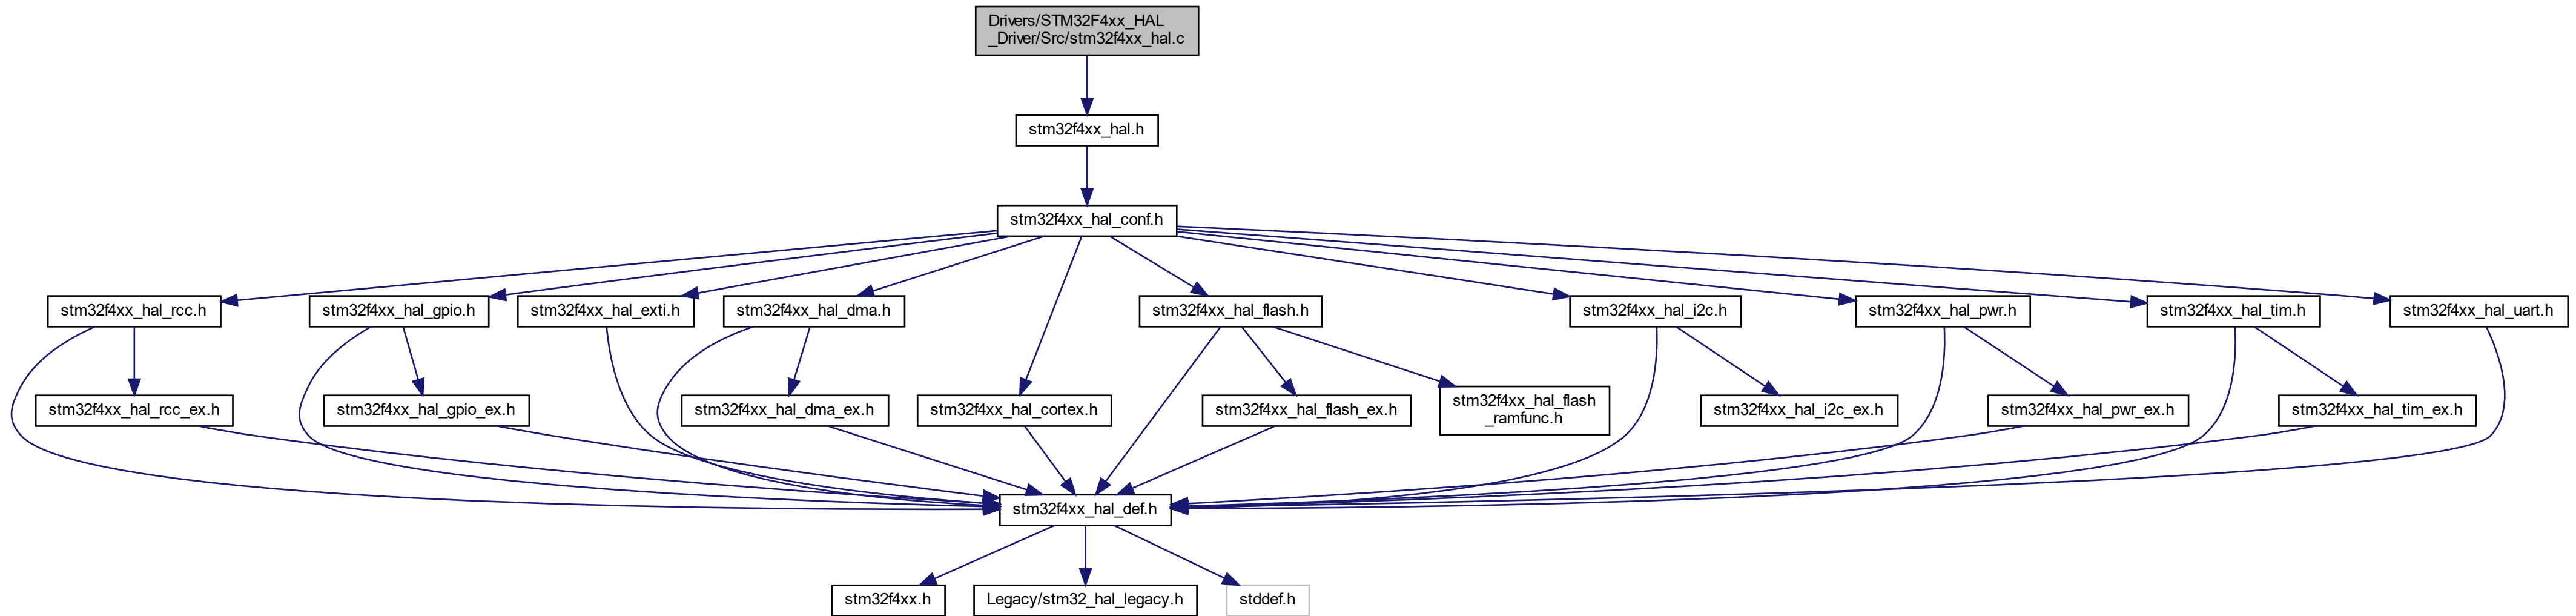 Drivers/STM32F4xx_HAL
_Driver/Src/stm32f4xx_hal.c
stm32f4xx_hal.h
stm32f4xx_hal_conf.h
stm32f4xx_hal_rcc.h
stm32f4xx_hal_gpio.h
stm32f4xx_hal_exti.h
stm32f4xx_hal_dma.h
stm32f4xx_hal_flash.h
stm32f4xx_hal_i2c.h
stm32f4xx_hal_pwr.h
stm32f4xx_hal_tim.h
stm32f4xx_hal_uart.h
stm32f4xx_hal_rcc_ex.h
stm32f4xx_hal_gpio_ex.h
stm32f4xx_hal_dma_ex.h
stm32f4xx_hal_cortex.h
stm32f4xx_hal_flash_ex.h
stm32f4xx_hal_flash
_ramfunc.h
stm32f4xx_hal_i2c_ex.h
stm32f4xx_hal_pwr_ex.h
stm32f4xx_hal_tim_ex.h
stm32f4xx_hal_def.h
stm32f4xx.h
Legacy/stm32_hal_legacy.h
stddef.h